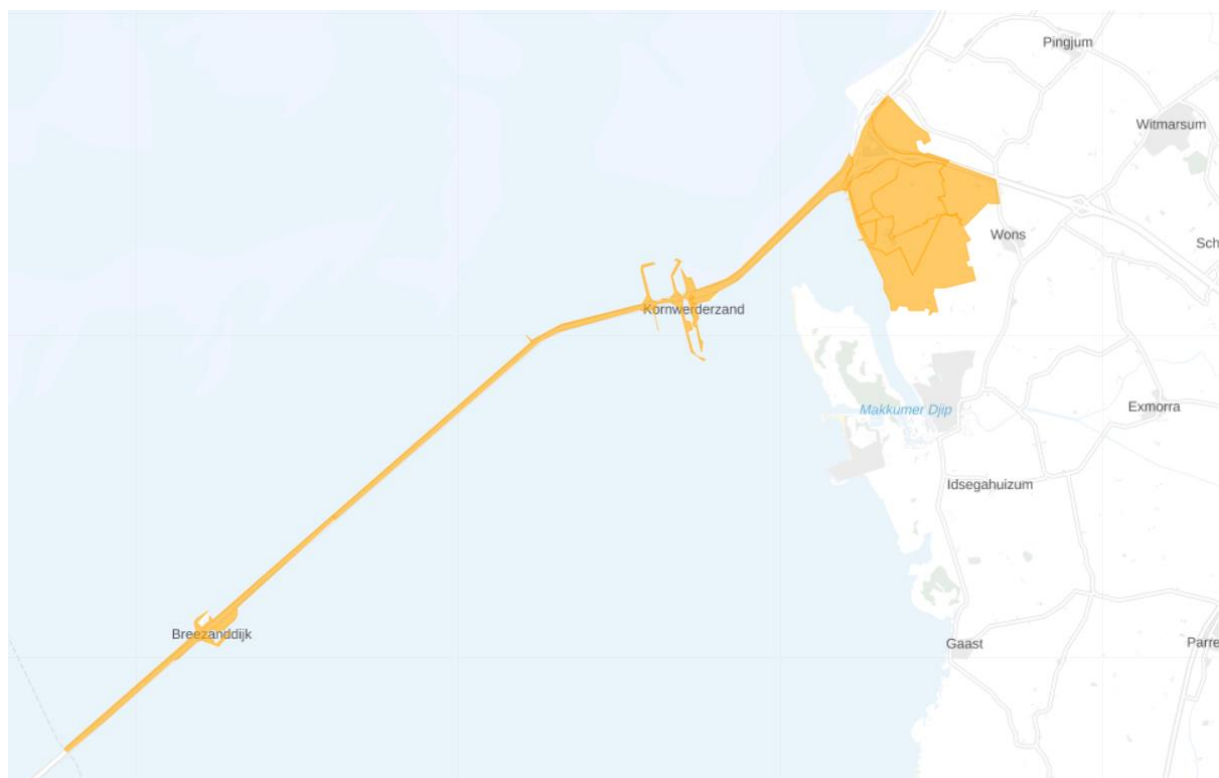 Pingjum
Witmarsum
Wons
Sch
Kornwerderzand
Makkumer Djip
Exmorra
Idsegahuizum
Breezanddijk
Gaast
Parre